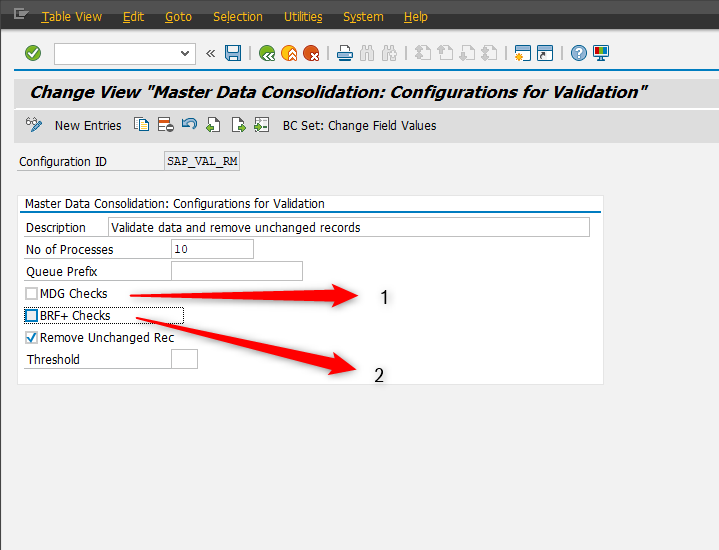 Table View Edit Goto Selection Utilities System Help
Change View "Master Data Consolidation: Configurations for Validation"
New Entries BC Set: Change Field Values
Configuration ID SAP_VAL_RM
Master Data Consolidation: Configurations for Validation
Description Validate data and remove unchanged records
No of Processes 10
Queue Prefix
MDG Checks 1
BRF+ Checks
Remove Unchanged Rec
Threshold
2